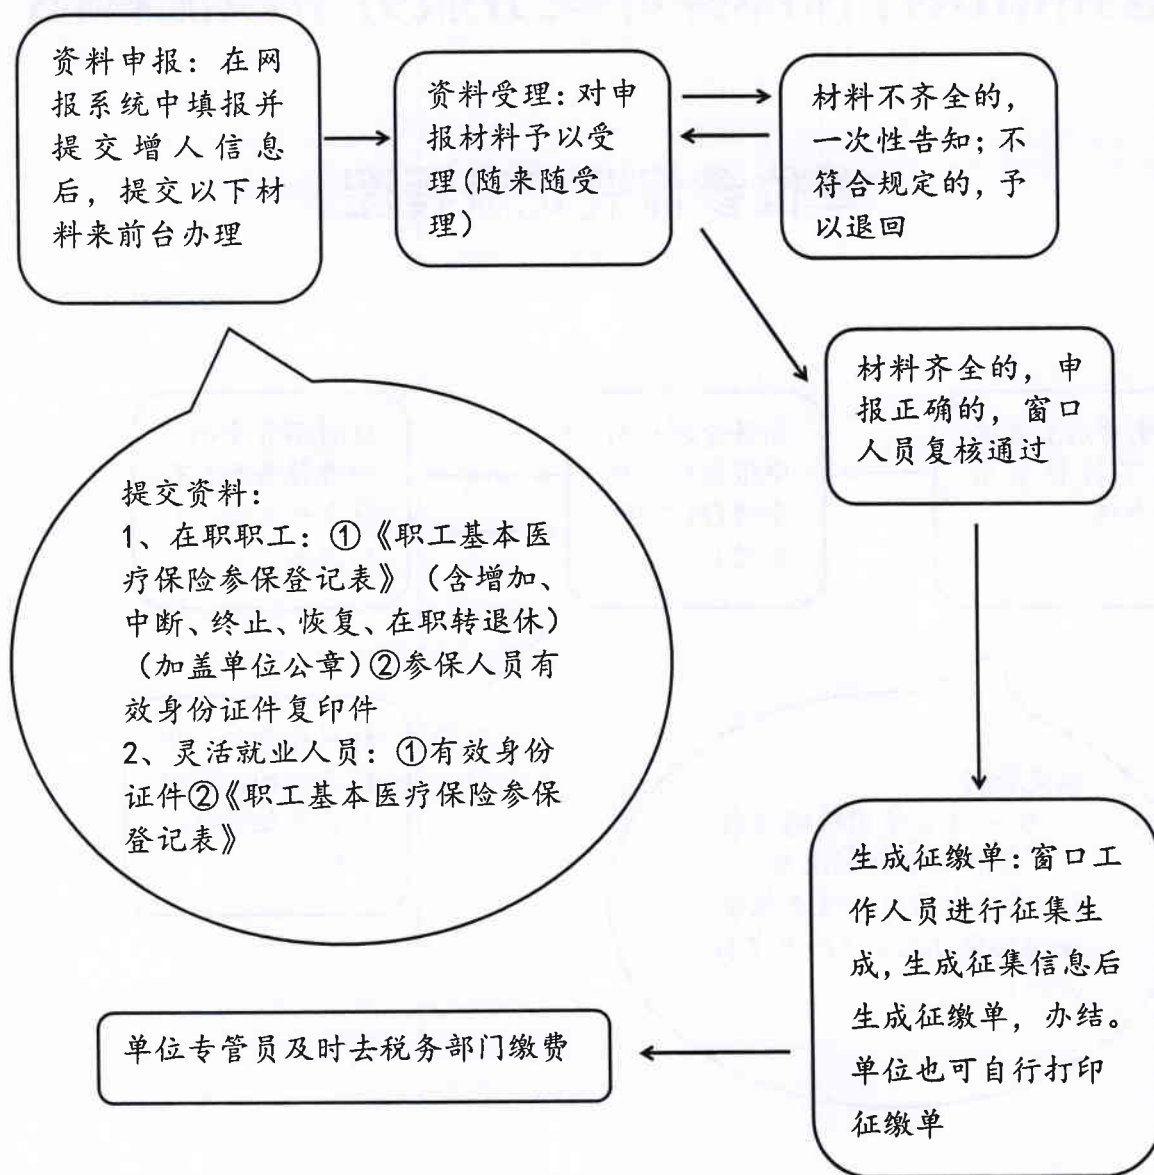 资料申报：在网
报系统中填报并
提交增人信息
后，提交以下材
料来前台办理
资料受理：对申
报材料予以受
理(随来随受
理）
材料不齐全的，
一次性告知；不
符合规定的，予
以退回
材料齐全的，申
报正确的，窗口
人员复核通过
提交资料：
1、在职职工：①《职工基本医
疗保险参保登记表》（含增加、
中断、终止、恢复、在职转退休）
（加盖单位公章）②参保人员有
效身份证件复印件
2、灵活就业人员：①有效身份
证件②《职工基本医疗保险参保
登记表》
生成征缴单：窗口工
作人员进行征集生
成，生成征集信息后
生成征缴单，办结。
单位也可自行打印
征缴单
单位专管员及时去税务部门缴费